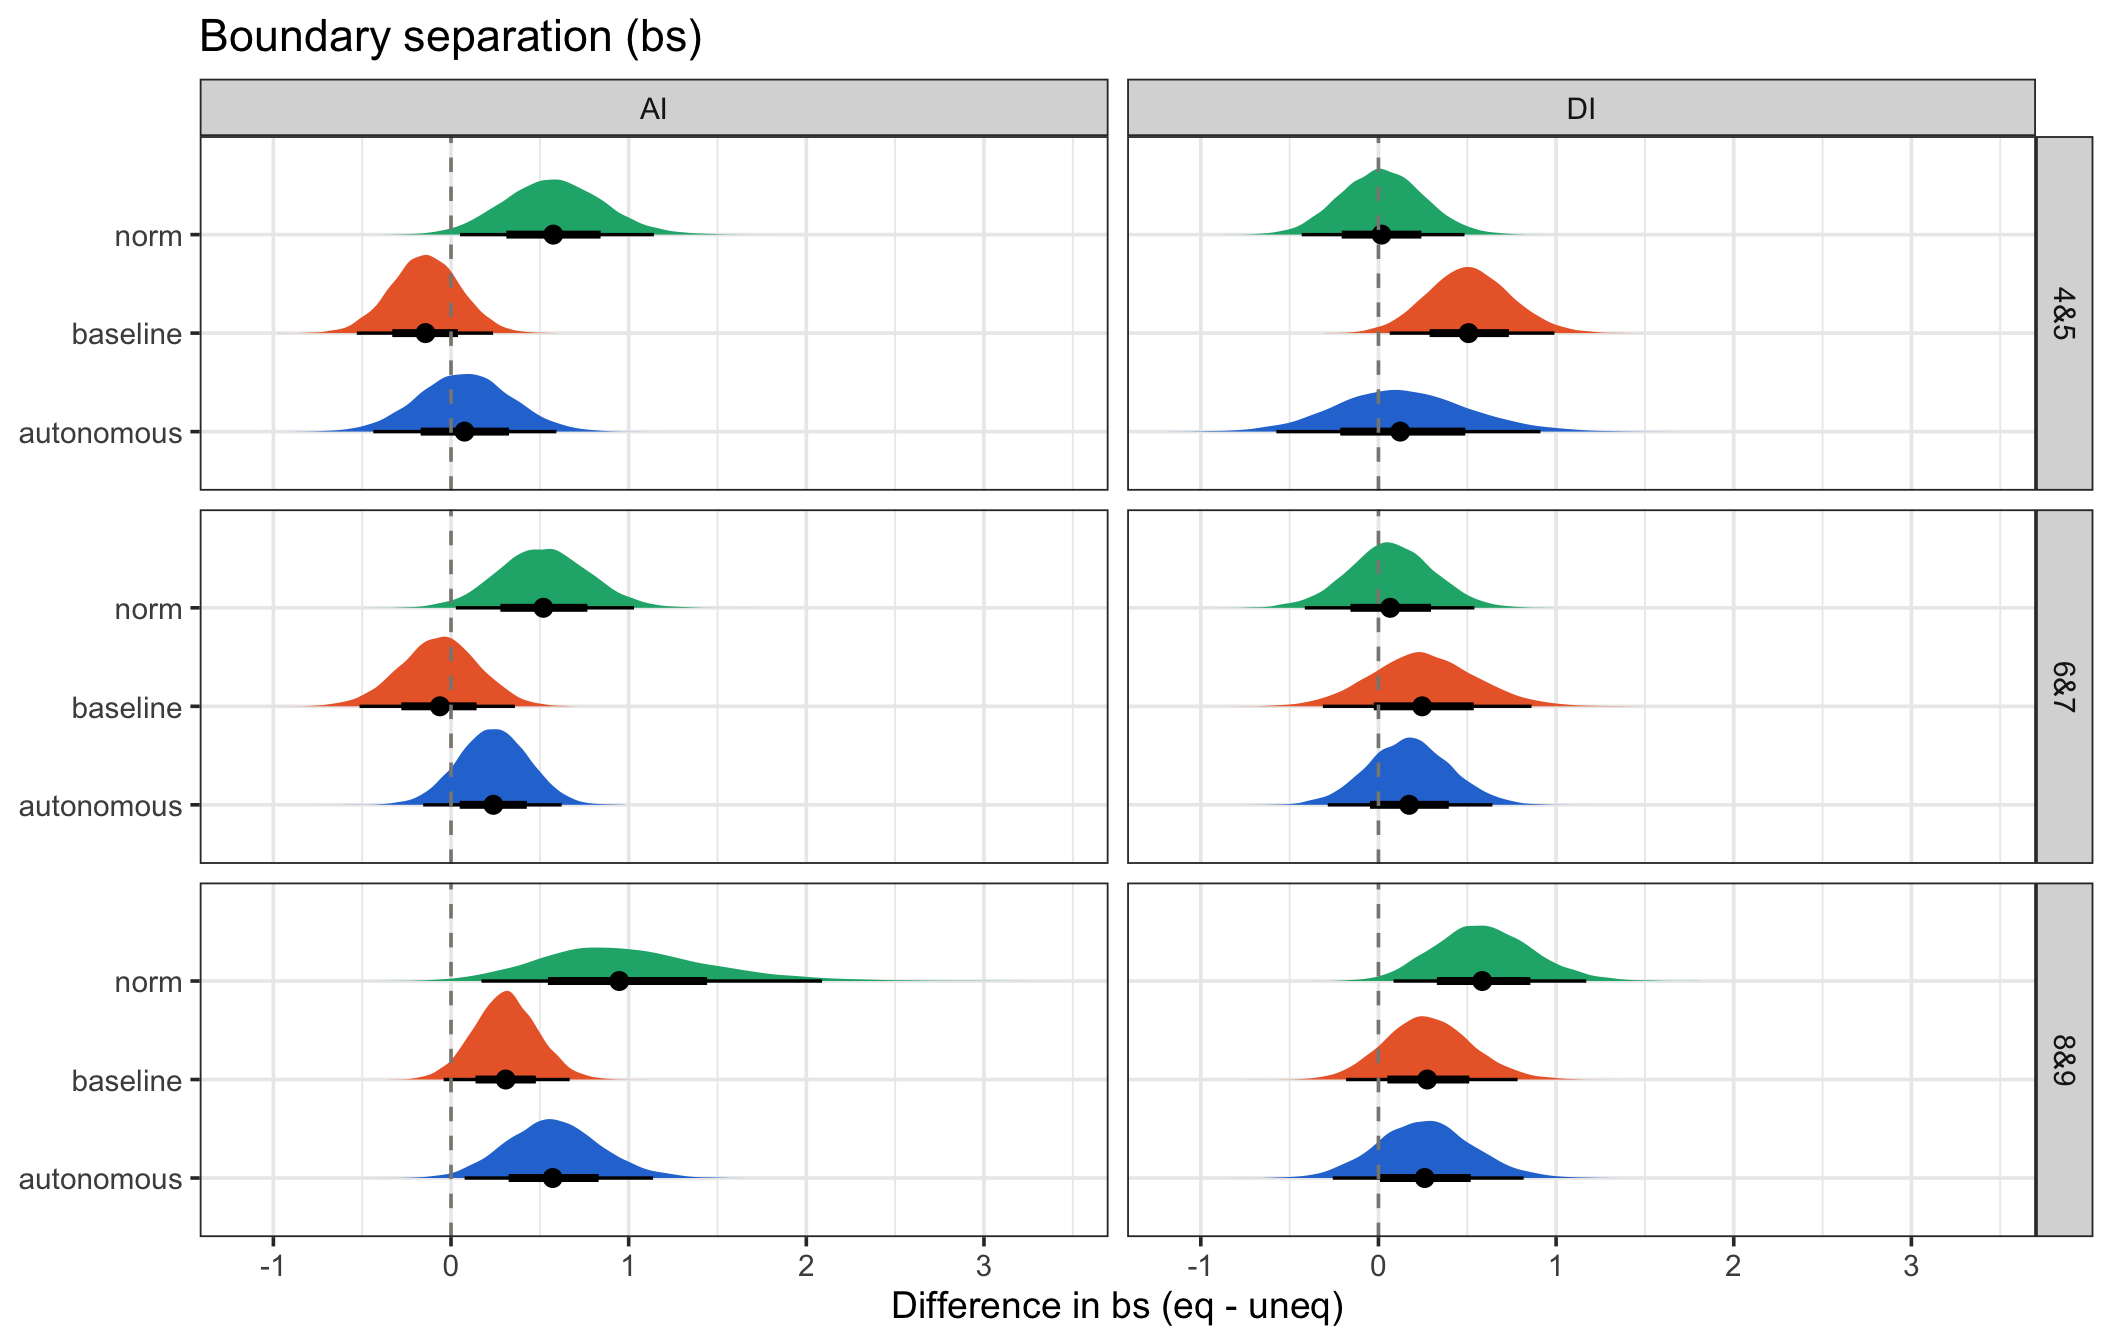 Boundary separation (bs)
AI
DI
norm
baseline
autonomous
4&5
norm
baseline
autonomous
6&7
norm
baseline
autonomous
8&9
-1 0 1 2 3
-1 0 1 2 3
Difference in bs (eq - uneq)